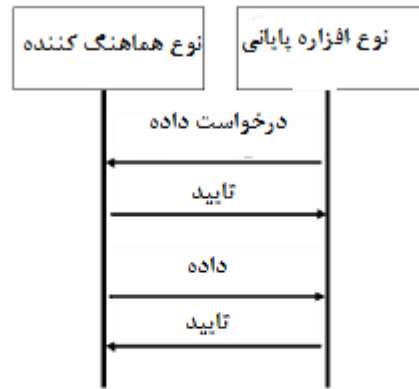 نوع افزاره پایانی
نوع هماهنگ کننده
درخواست داده
تایید
داده
تایید